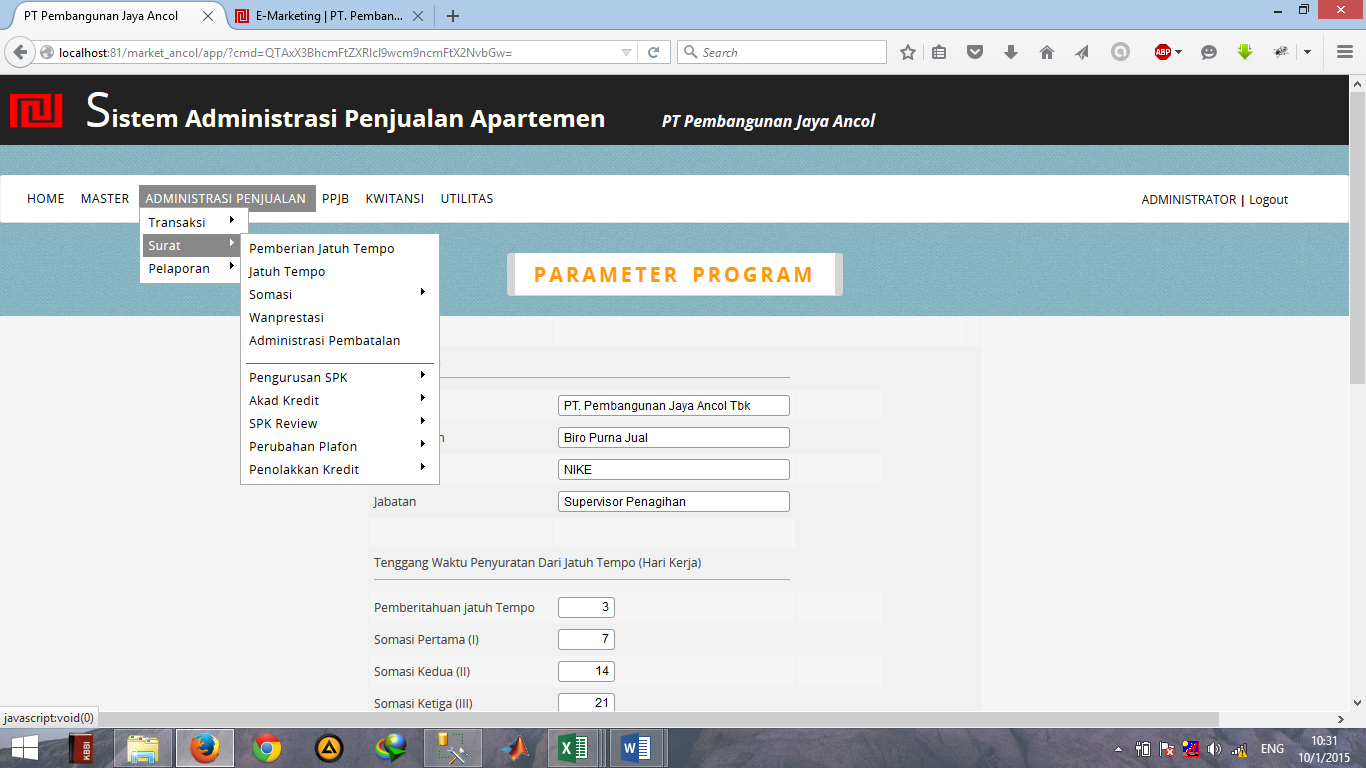 PT Pembangunan Jaya Ancol
E-Marketing | PT. Pemban...
localhost:81/market_ancol/app/?cmd=QTAxX3BhcmFtZXRlcl9wcm9ncmFtX2NvbGw=
Search
ABP
Sistem Administrasi Penjualan Apartemen
PT Pembangunan Jaya Ancol
HOME MASTER ADMINISTRASI PENJUALAN PPJB KWITANSI UTILITAS
ADMINISTRATOR | Logout
Transaksi
Surat
Pelaporan
Pemberian Jatuh Tempo
Jatuh Tempo
Somasi
Wanprestasi
Administrasi Pembatalan
Pengurusan SPK
Akad Kredit
SPK Review
Perubahan Plafon
Penolakkan Kredit
PARAMETER PROGRAM
PT. Pembangunan Jaya Ancol Tbk
Biro Purna Jual
NIKE
Jabatan Supervisor Penagihan
Tenggang Waktu Penyuratan Dari Jatuh Tempo (Hari Kerja)
Pemberitahuan jatuh Tempo 3
Somasi Pertama (I) 7
Somasi Kedua (II) 14
Somasi Ketiga (III) 21
javascript:void(0)
KBBI
ENG
10:31
10/1/2015